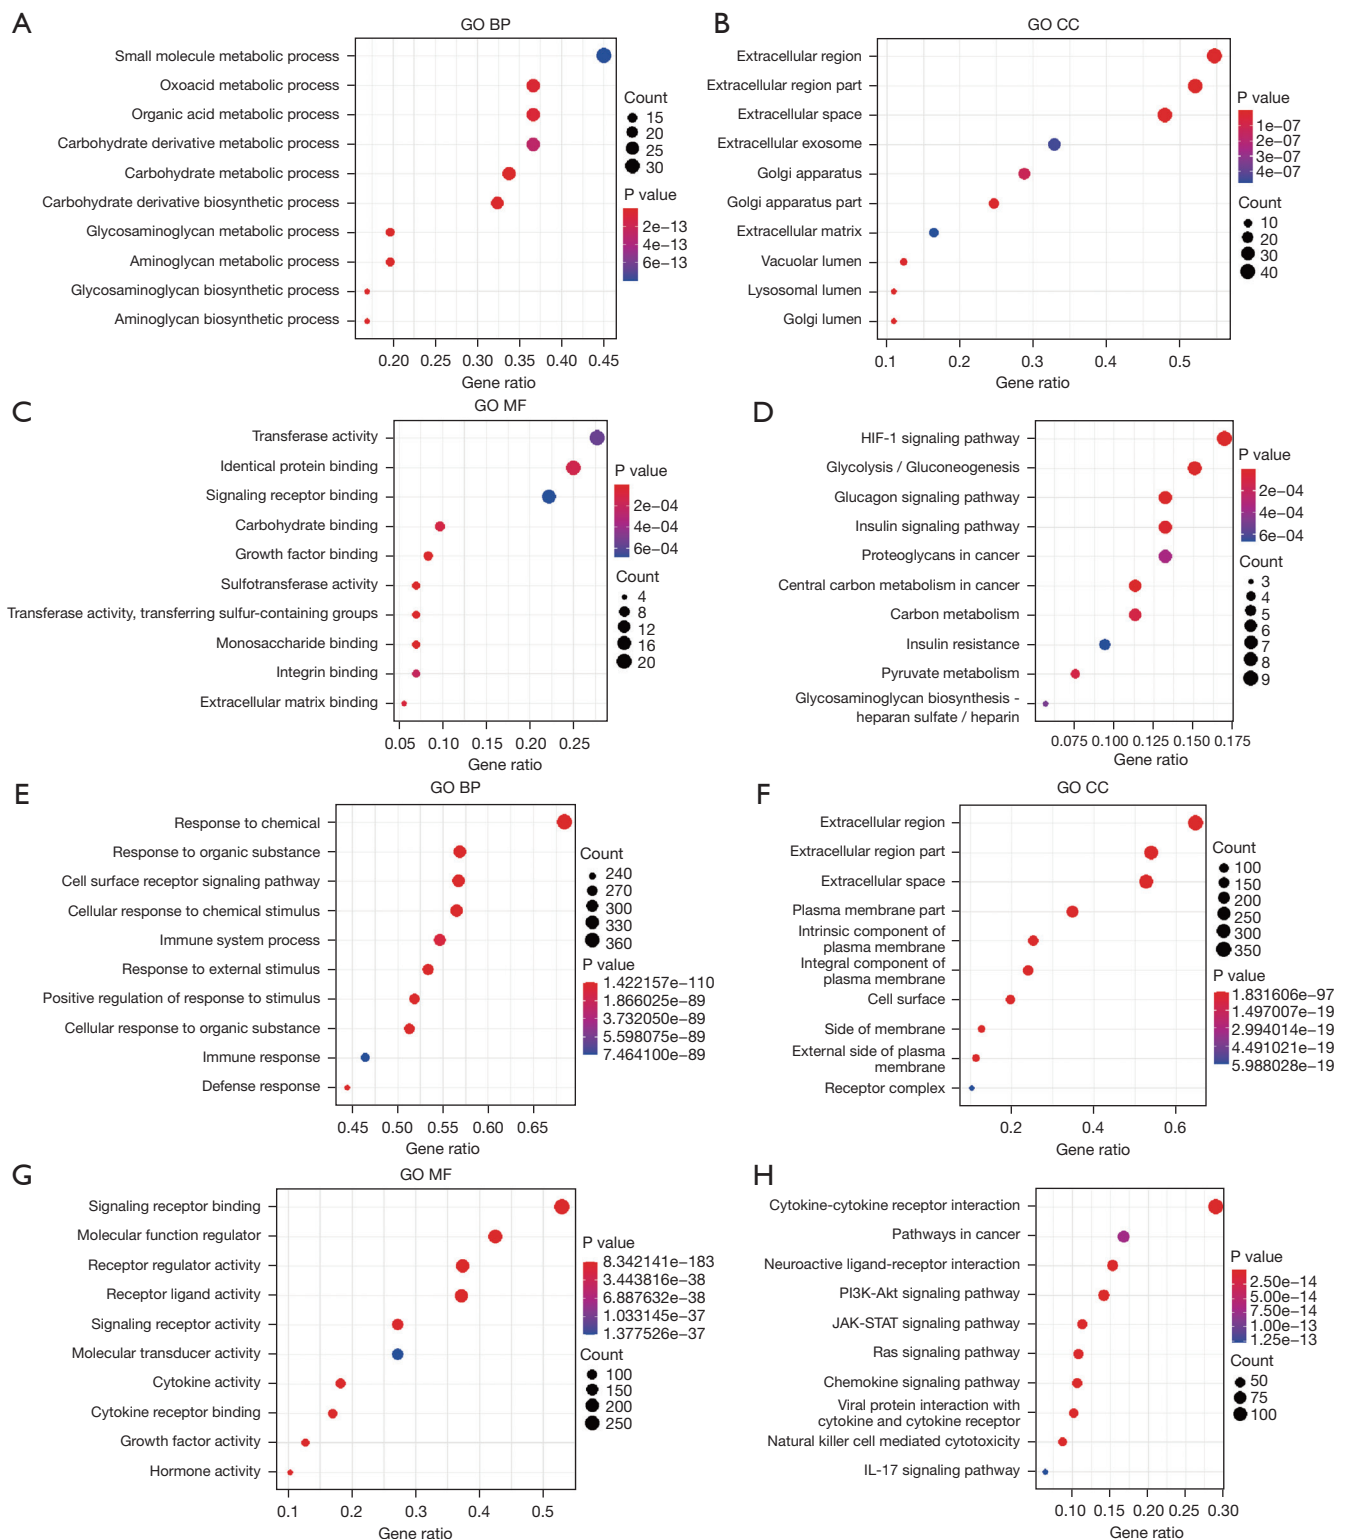 A
GO BP
Small molecule metabolic process
Oxoacid metabolic process
Organic acid metabolic process
Carbohydrate derivative metabolic process
Carbohydrate metabolic process
Carbohydrate derivative biosynthetic process
Glycosaminoglycan metabolic process
Aminoglycan metabolic process
Glycosaminoglycan biosynthetic process
Aminoglycan biosynthetic process
0.20 0.25 0.30 0.35 0.40 0.45
Gene ratio
Count
15
20
25
30
P value
2e−13
4e−13
6e−13
B
GO CC
Extracellular region
Extracellular region part
Extracellular space
Extracellular exosome
Golgi apparatus
Golgi apparatus part
Extracellular matrix
Vacuolar lumen
Lysosomal lumen
Golgi lumen
0.1 0.2 0.3 0.4 0.5
Gene ratio
P value
1e−07
2e−07
3e−07
4e−07
Count
10
20
30
40
C
GO MF
Transferase activity
Identical protein binding
Signaling receptor binding
Carbohydrate binding
Growth factor binding
Sulfotransferase activity
Transferase activity, transferring sulfur-containing groups
Monosaccharide binding
Integrin binding
Extracellular matrix binding
0.05 0.10 0.15 0.20 0.25
Gene ratio
P value
2e−04
4e−04
6e−04
Count
4
8
12
16
20
D
HIF-1 signaling pathway
Glycolysis / Gluconeogenesis
Glucagon signaling pathway
Insulin signaling pathway
Proteoglycans in cancer
Central carbon metabolism in cancer
Carbon metabolism
Insulin resistance
Pyruvate metabolism
Glycosaminoglycan biosynthesis -
heparan sulfate / heparin
0.075 0.100 0.125 0.150 0.175
Gene ratio
P value
2e−04
4e−04
6e−04
Count
3
4
5
6
7
8
9
E
GO BP
Response to chemical
Response to organic substance
Cell surface receptor signaling pathway
Cellular response to chemical stimulus
Immune system process
Response to external stimulus
Positive regulation of response to stimulus
Cellular response to organic substance
Immune response
Defense response
0.45 0.50 0.55 0.60 0.65
Gene ratio
Count
240
270
300
330
360
P value
1.422157e−110
1.866025e−89
3.732050e−89
5.598075e−89
7.464100e−89
F
GO CC
Extracellular region
Extracellular region part
Extracellular space
Plasma membrane part
Intrinsic component of
plasma membrane
Integral component of
plasma membrane
Cell surface
Side of membrane
External side of plasma
membrane
Receptor complex
0.2 0.4 0.6
Gene ratio
Count
100
150
200
250
300
350
P value
1.831606e−97
1.497007e−19
2.994014e−19
4.491021e−19
5.988028e−19
G
GO MF
Signaling receptor binding
Molecular function regulator
Receptor regulator activity
Receptor ligand activity
Signaling receptor activity
Molecular transducer activity
Cytokine activity
Cytokine receptor binding
Growth factor activity
Hormone activity
0.1 0.2 0.3 0.4 0.5
Gene ratio
P value
8.342141e−183
3.443816e−38
6.887632e−38
1.033145e−37
1.377526e−37
Count
100
150
200
250
H
Cytokine-cytokine receptor interaction
Pathways in cancer
Neuroactive ligand-receptor interaction
PI3K-Akt signaling pathway
JAK-STAT signaling pathway
Ras signaling pathway
Chemokine signaling pathway
Viral protein interaction with
cytokine and cytokine receptor
Natural killer cell mediated cytotoxicity
IL-17 signaling pathway
0.10 0.15 0.20 0.25 0.30
Gene ratio
P value
2.50e−14
5.00e−14
7.50e−14
1.00e−13
1.25e−13
Count
50
75
100